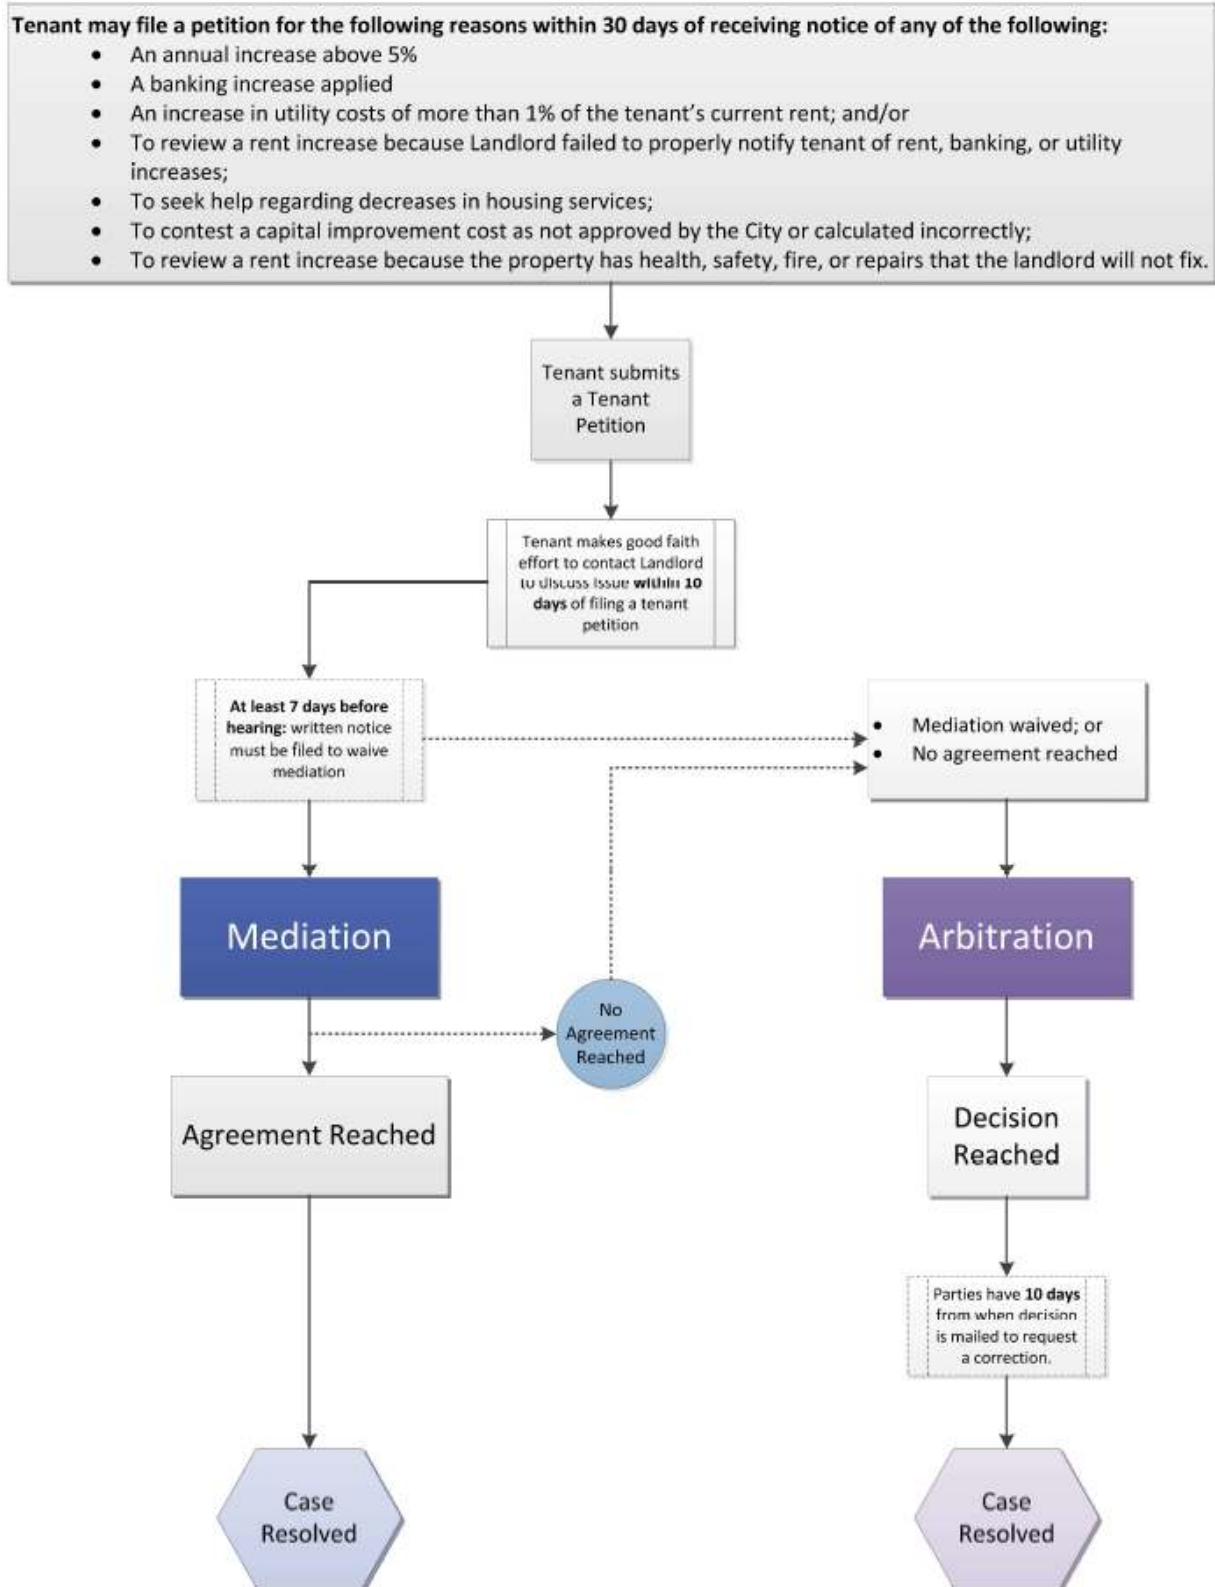 Tenant may file a petition for the following reasons within 30 days of receiving notice of any of the following:
• An annual increase above 5%
• A banking increase applied
• An increase in utility costs of more than 1% of the tenant’s current rent; and/or
• To review a rent increase because Landlord failed to properly notify tenant of rent, banking, or utility
increases;
• To seek help regarding decreases in housing services;
• To contest a capital improvement cost as not approved by the City or calculated incorrectly;
• To review a rent increase because the property has health, safety, fire, or repairs that the landlord will not fix.
Tenant submits
a Tenant
Petition
Tenant makes good faith
effort to contact Landlord
to discuss issue within 10
days of filing a tenant
petition
At least 7 days before
hearing: written notice
must be filed to waive
mediation
• Mediation waived; or
• No agreement reached
Mediation
Arbitration
No
Agreement
Reached
Agreement Reached
Decision
Reached
Parties have 10 days
from when decision
is mailed to request
a correction.
Case
Resolved
Case
Resolved